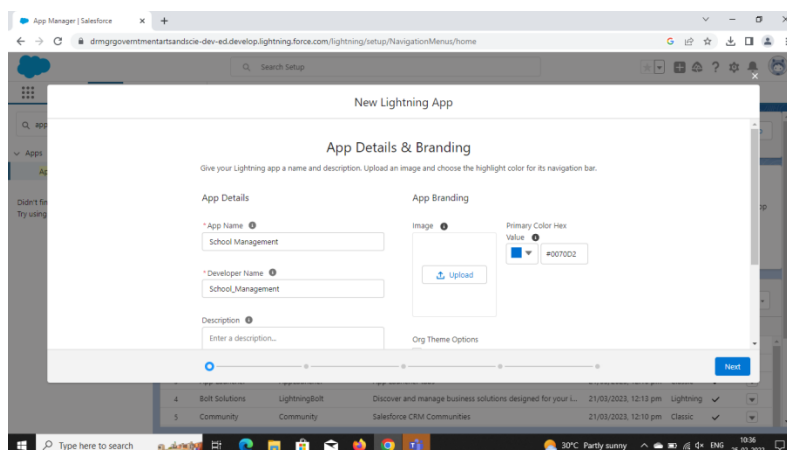 App Manager | Salesforce
drmgrgoverntmentartsandscie-dev-ed.develop.lightning.force.com/lightning/setup/NavigationMenus/home
Search Setup
New Lightning App
app
Apps
Ap
Didn't fin
Try using
App Details & Branding
Give your Lightning app a name and description. Upload an image and choose the highlight color for its navigation bar.
App Details
App Branding
*App Name
Image
Primary Color Hex
Value
School Management
#0070D2
Upload
*Developer Name
School_Management
Description
Enter a description...
Org Theme Options
Next
4 Bolt Solutions LightningBolt Discover and manage business solutions designed for your i... 21/03/2023, 12:13 pm Lightning
5 Community Community Salesforce CRM Communities 21/03/2023, 12:10 pm Classic
Type here to search
30°C Partly sunny
ENG
10:36